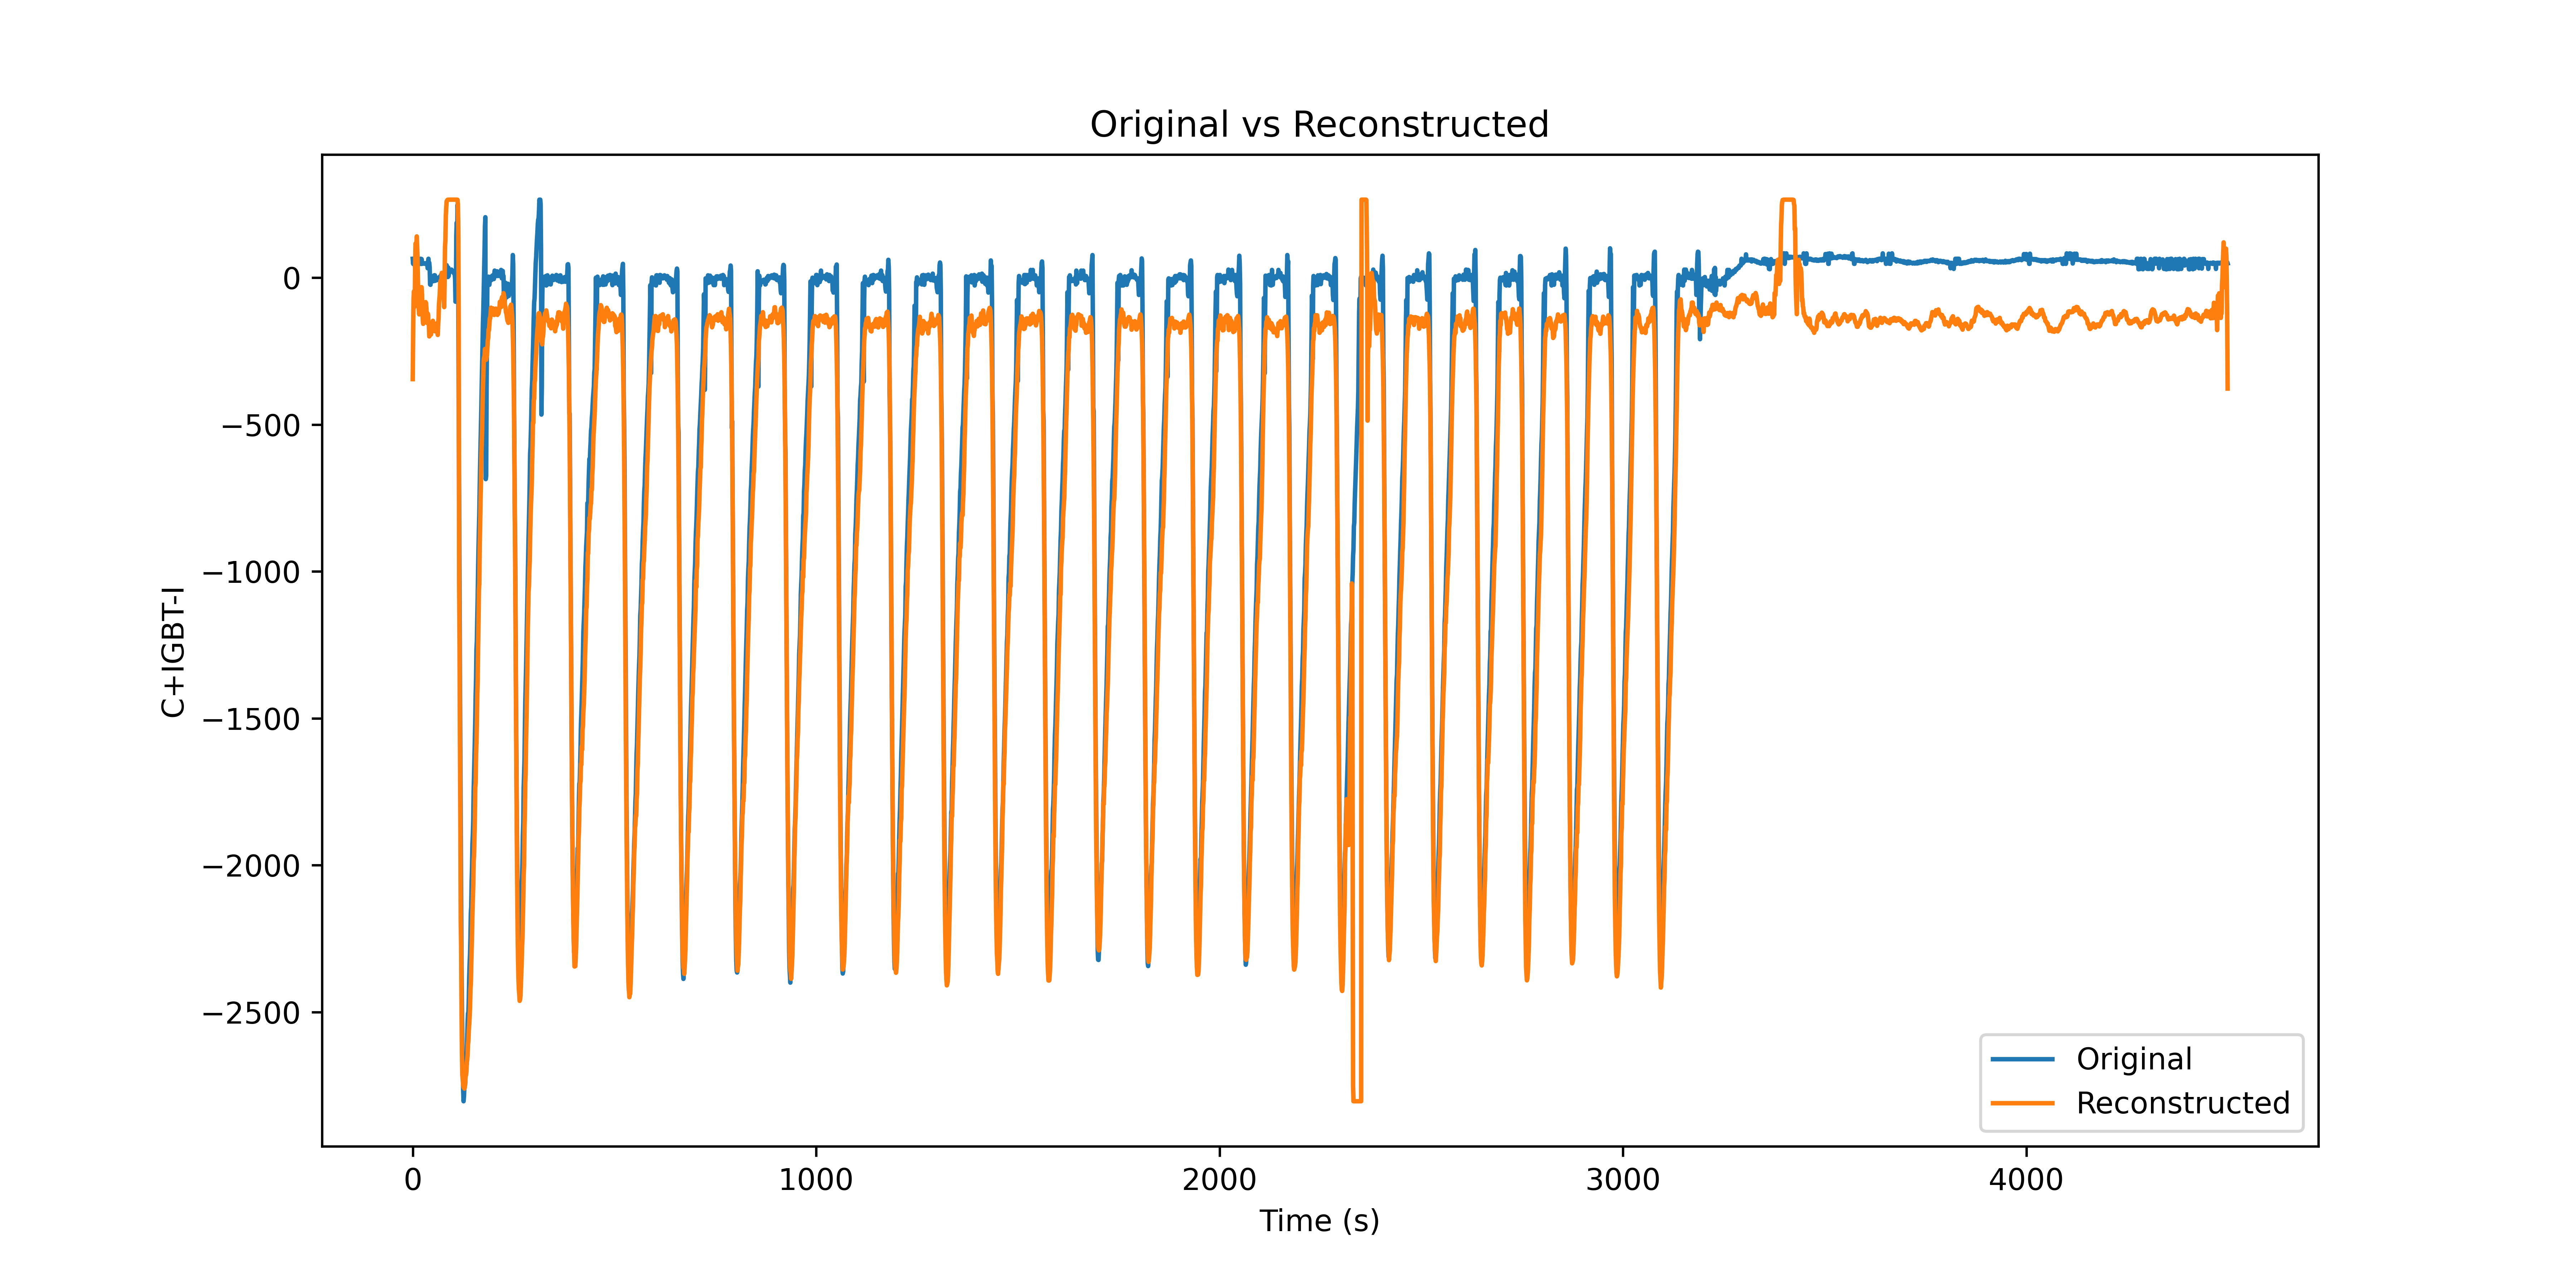 Original vs Reconstructed
C+IGBT-I
0
−500
−1000
−1500
−2000
−2500
0
1000
2000
3000
4000
Time (s)
Original
Reconstructed